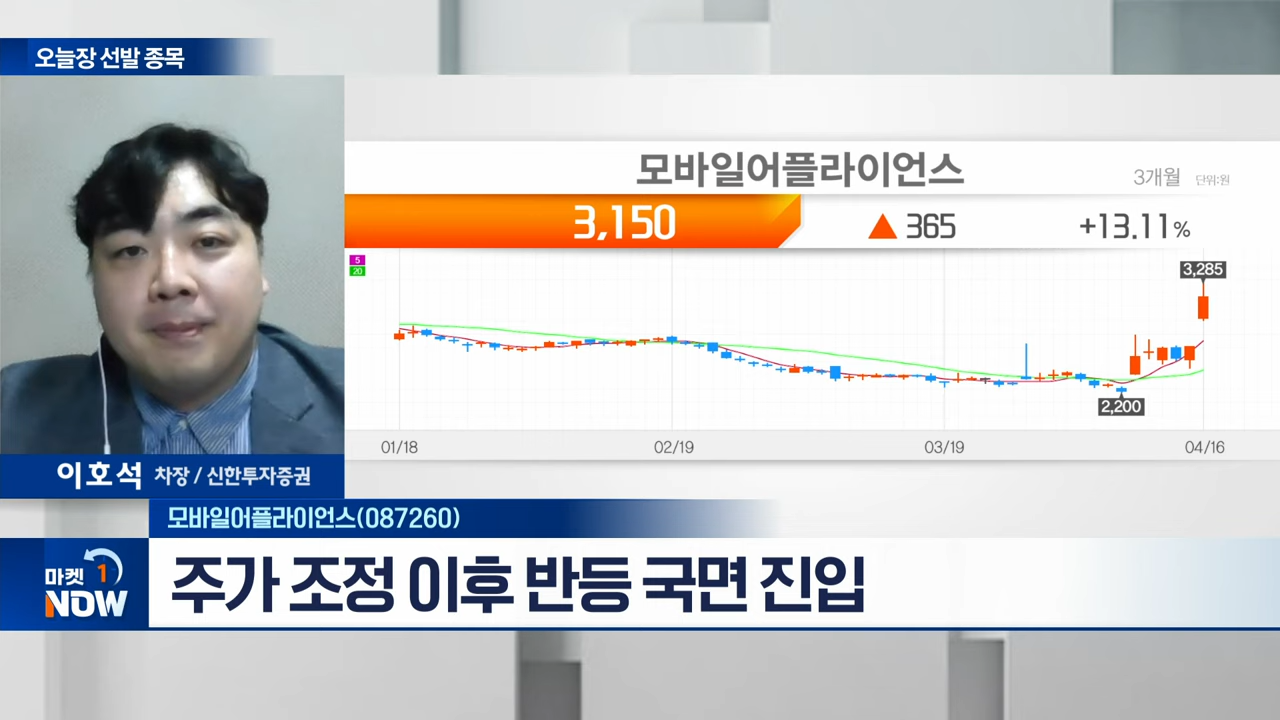 오늘장 선발 종목
모바일어플라이언스
3개월 단위:원
3,150 ▲ 365 +13.11%
5
20
3,285
2,200
01/18 02/19 03/19 04/16
이호석 차장 / 신한투자증권
모바일어플라이언스(087260)
마켓 1
NOW
주가 조정 이후 반등 국면 진입